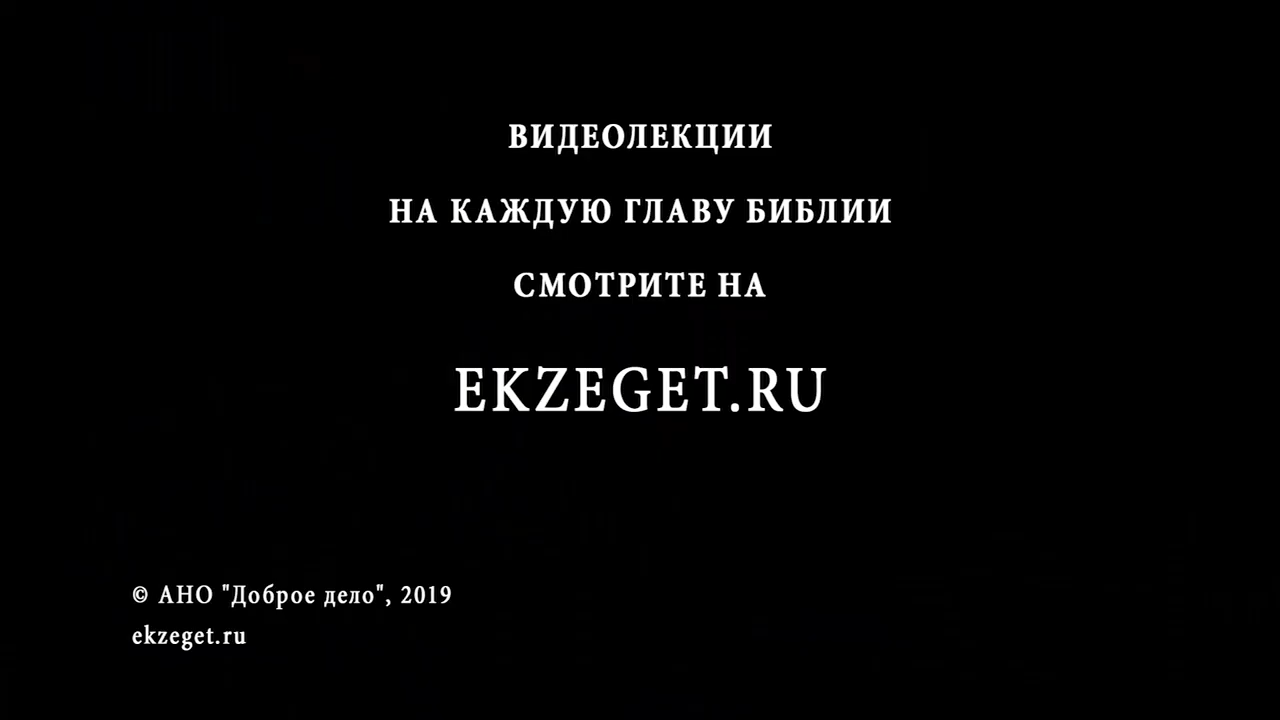 ВИДЕОЛЕКЦИИ
НА КАЖДУЮ ГЛАВУ БИБЛИИ
СМОТРИТЕ НА
EKZEGET.RU
© АНО "Доброе дело", 2019
ekzeget.ru